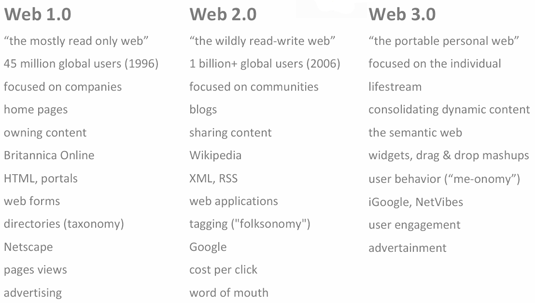 Web 1.0
"the mostly read only web"
45 million global users (1996)
focused on companies
home pages
owning content
Britannica Online
HTML, portals
web forms
directories (taxonomy)
Netscape
pages views
advertising
Web 2.0
"the wildly read-write web"
1 billion+ global users (2006)
focused on communities
blogs
sharing content
Wikipedia
XML, RSS
web applications
tagging ("folksonomy")
Google
cost per click
word of mouth
Web 3.0
"the portable personal web"
focused on the individual
lifestream
consolidating dynamic content
the semantic web
widgets, drag & drop mashups
user behavior ("me-onomy")
iGoogle, NetVibes
user engagement
advertainment